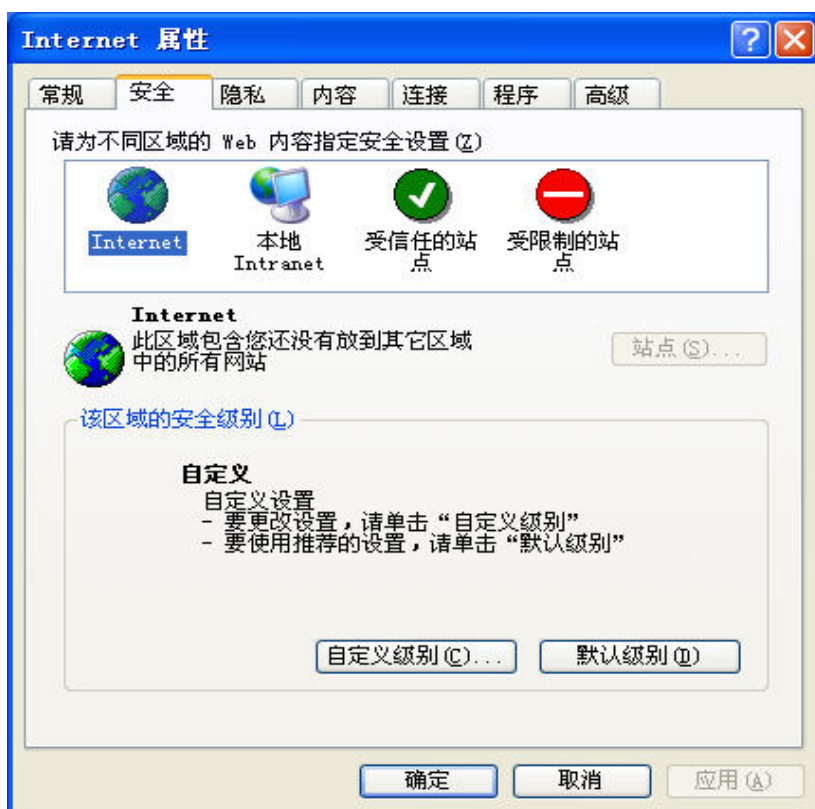 Internet 属性
常规 安全 隐私 内容 连接 程序 高级
请为不同区域的 Web 内容指定安全设置(Z)
Internet
本地
Intranet
受信任的站
点
受限制的站
点
Internet
此区域包含您还没有放到其它区域
中的所有网站
站点(S)...
该区域的安全级别(L)
自定义
自定义设置
- 要更改设置，请单击“自定义级别”
- 要使用推荐的设置，请单击“默认级别”
自定义级别(C)... 默认级别(D)
确定 取消 应用(A)